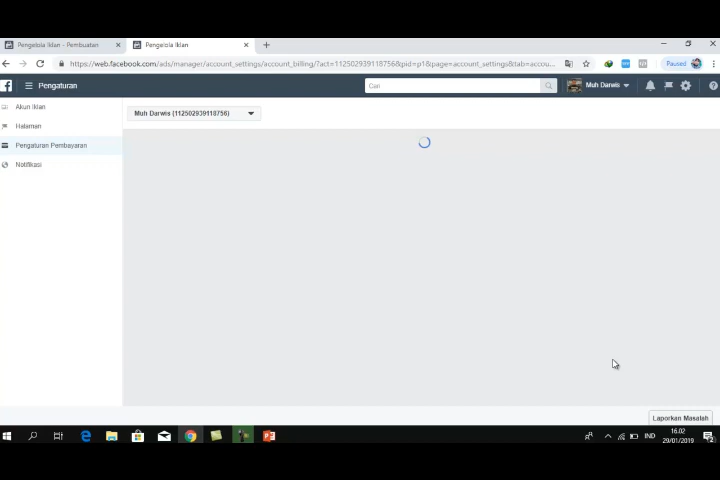 Pengelola Iklan - Pembuatan
Pengelola Iklan
https://web.facebook.com/ads/manager/account_settings/account_billing/?act=112502939118756&pid=p1&page=account_settings&tab=accou...
Paused
Pengaturan
Cari
Muh Darwis
Akun Iklan
Halaman
Pengaturan Pembayaran
Notifikasi
Muh Darwis (112502939118756)
Laporkan Masalah
IND
16.02
29/01/2019